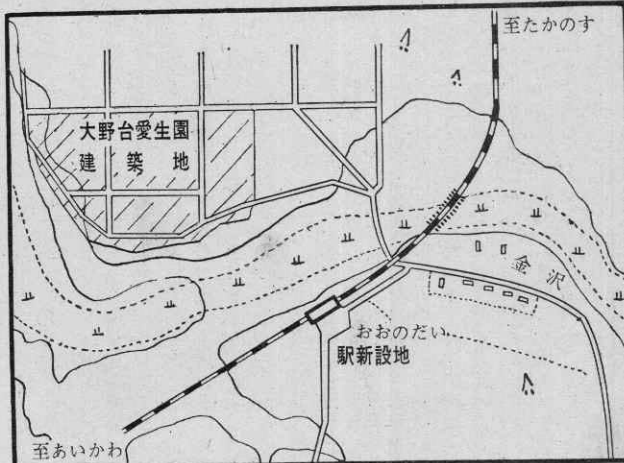 至たかのす
大野台愛生園
建築地
金沢
おおのだい
駅新設地
至あいかわ